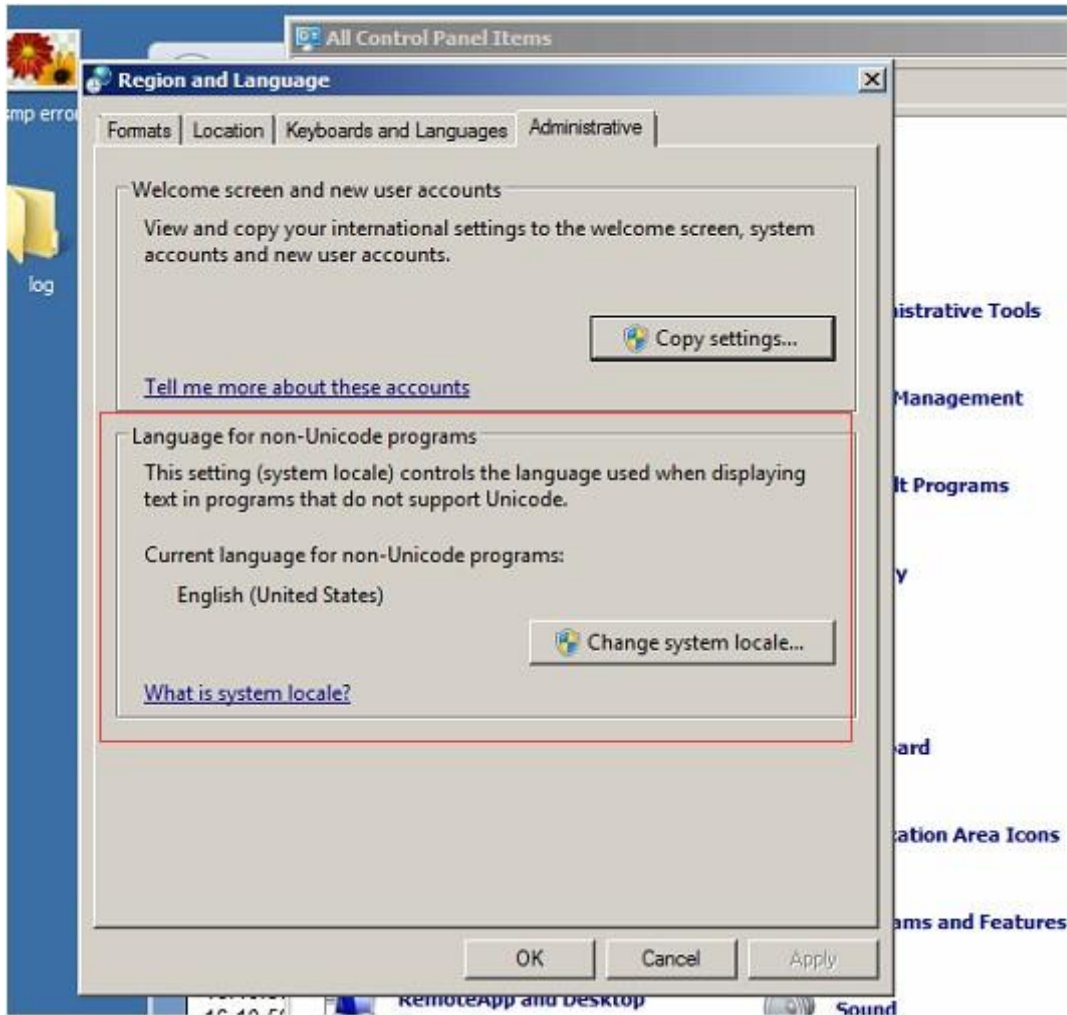 All Control Panel Items
Region and Language
smp erro
Formats
Location
Keyboards and Languages
Administrative
Welcome screen and new user accounts
View and copy your international settings to the welcome screen, system
accounts and new user accounts.
log
Copy settings...
istrative Tools
Tell me more about these accounts
Management
Language for non-Unicode programs
This setting (system locale) controls the language used when displaying
text in programs that do not support Unicode.
lt Programs
Current language for non-Unicode programs:
y
English (United States)
Change system locale...
What is system locale?
ard
cation Area Icons
ams and Features
OK
Cancel
Apply
RemoteApp and Desktop
Sound